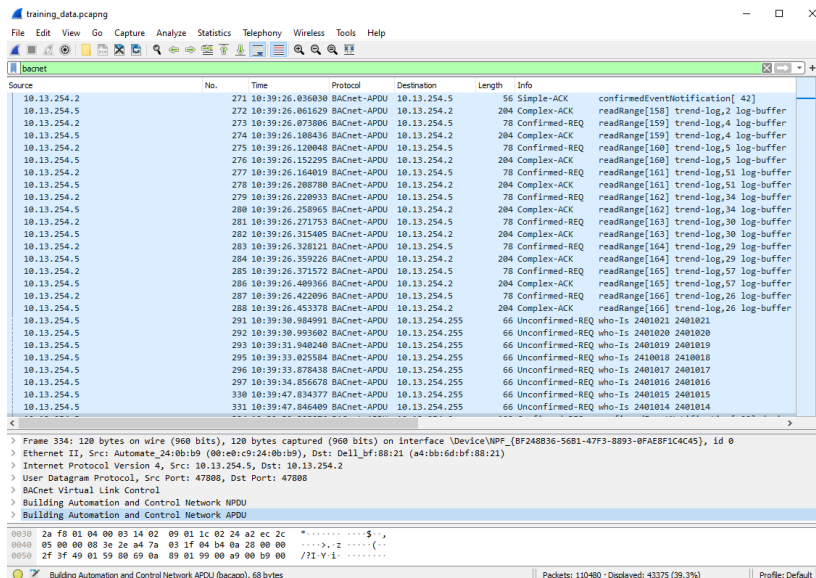 training_data.pcapng
File Edit View Go Capture Analyze Statistics Telephony Wireless Tools Help
bacnet
Source No. Time Protocol Destination Length Info
10.13.254.2 271 10:39:26.036030 BACnet-APDU 10.13.254.5 56 Simple-ACK confirmedEventNotification[ 42]
10.13.254.5 272 10:39:26.061629 BACnet-APDU 10.13.254.2 204 Complex-ACK readRange[158] trend-log,2 log-buffer
10.13.254.2 273 10:39:26.073806 BACnet-APDU 10.13.254.5 78 Confirmed-REQ readRange[159] trend-log,4 log-buffer
10.13.254.5 274 10:39:26.108436 BACnet-APDU 10.13.254.2 204 Complex-ACK readRange[159] trend-log,4 log-buffer
10.13.254.2 275 10:39:26.120048 BACnet-APDU 10.13.254.5 78 Confirmed-REQ readRange[160] trend-log,5 log-buffer
10.13.254.5 276 10:39:26.152295 BACnet-APDU 10.13.254.2 204 Complex-ACK readRange[160] trend-log,5 log-buffer
10.13.254.2 277 10:39:26.164019 BACnet-APDU 10.13.254.5 78 Confirmed-REQ readRange[161] trend-log,51 log-buffer
10.13.254.5 278 10:39:26.208780 BACnet-APDU 10.13.254.2 204 Complex-ACK readRange[161] trend-log,51 log-buffer
10.13.254.2 279 10:39:26.220933 BACnet-APDU 10.13.254.5 78 Confirmed-REQ readRange[162] trend-log,34 log-buffer
10.13.254.5 280 10:39:26.258965 BACnet-APDU 10.13.254.2 204 Complex-ACK readRange[162] trend-log,34 log-buffer
10.13.254.2 281 10:39:26.271753 BACnet-APDU 10.13.254.5 78 Confirmed-REQ readRange[163] trend-log,30 log-buffer
10.13.254.5 282 10:39:26.315405 BACnet-APDU 10.13.254.2 204 Complex-ACK readRange[163] trend-log,30 log-buffer
10.13.254.2 283 10:39:26.328121 BACnet-APDU 10.13.254.5 78 Confirmed-REQ readRange[164] trend-log,29 log-buffer
10.13.254.5 284 10:39:26.359226 BACnet-APDU 10.13.254.2 204 Complex-ACK readRange[164] trend-log,29 log-buffer
10.13.254.2 285 10:39:26.371572 BACnet-APDU 10.13.254.5 78 Confirmed-REQ readRange[165] trend-log,57 log-buffer
10.13.254.5 286 10:39:26.409366 BACnet-APDU 10.13.254.2 204 Complex-ACK readRange[165] trend-log,57 log-buffer
10.13.254.2 287 10:39:26.422096 BACnet-APDU 10.13.254.5 78 Confirmed-REQ readRange[166] trend-log,26 log-buffer
10.13.254.5 288 10:39:26.453378 BACnet-APDU 10.13.254.2 204 Complex-ACK readRange[166] trend-log,26 log-buffer
10.13.254.5 291 10:39:30.984991 BACnet-APDU 10.13.254.255 66 Unconfirmed-REQ who-Is 2401021 2401021
10.13.254.5 292 10:39:30.993602 BACnet-APDU 10.13.254.255 66 Unconfirmed-REQ who-Is 2401020 2401020
10.13.254.5 293 10:39:31.940240 BACnet-APDU 10.13.254.255 66 Unconfirmed-REQ who-Is 2401019 2401019
10.13.254.5 295 10:39:33.025584 BACnet-APDU 10.13.254.255 66 Unconfirmed-REQ who-Is 2410018 2410018
10.13.254.5 296 10:39:33.878438 BACnet-APDU 10.13.254.255 66 Unconfirmed-REQ who-Is 2401017 2401017
10.13.254.5 297 10:39:34.856678 BACnet-APDU 10.13.254.255 66 Unconfirmed-REQ who-Is 2401016 2401016
10.13.254.5 330 10:39:47.834377 BACnet-APDU 10.13.254.255 66 Unconfirmed-REQ who-Is 2401015 2401015
10.13.254.5 331 10:39:47.846409 BACnet-APDU 10.13.254.255 66 Unconfirmed-REQ who-Is 2401014 2401014
> Frame 334: 120 bytes on wire (960 bits), 120 bytes captured (960 bits) on interface \Device\NPF_{BF248B36-56B1-47F3-8893-0FAE8F1C4C45}, id 0
> Ethernet II, Src: Automate_24:0b:b9 (00:e0:c9:24:0b:b9), Dst: Dell_bf:88:21 (a4:bb:6d:bf:88:21)
> Internet Protocol Version 4, Src: 10.13.254.5, Dst: 10.13.254.2
> User Datagram Protocol, Src Port: 47808, Dst Port: 47808
> BACnet Virtual Link Control
> Building Automation and Control Network NPDU
> Building Automation and Control Network APDU
0030 2a f8 01 04 00 03 14 02 09 01 1c 02 24 a2 ec 2c *·······  ····$··,
0040 05 00 00 08 3e 2e a4 7a 03 1f 04 b4 0a 28 00 00 ····>.·z ·····(··
0050 2f 3f 49 01 59 80 69 0a 89 01 99 00 a9 00 b9 00 /?I·Y·i· ········
Building Automation and Control Network APDU (bacapp), 68 bytes Packets: 110480 · Displayed: 43375 (39.3%) Profile: Default